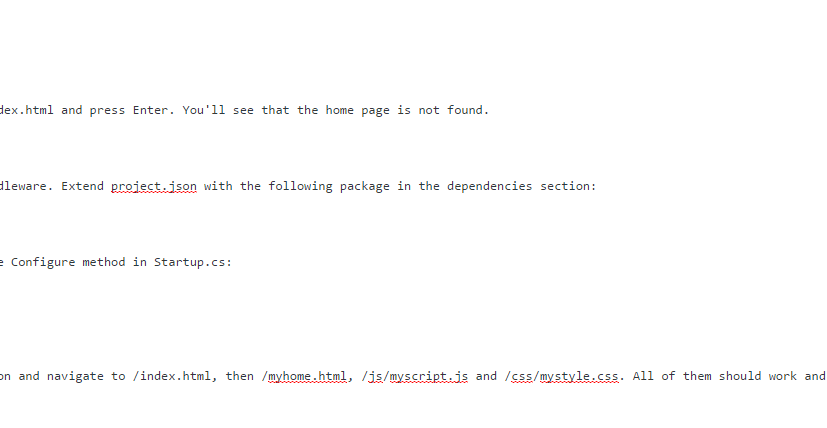 dex.html and press Enter. You'll see that the home page is not found.
dleware. Extend project.json with the following package in the dependencies section:
e Configure method in Startup.cs:
on and navigate to /index.html, then /myhome.html, /js/myscript.js and /css/mystyle.css. All of them should work and